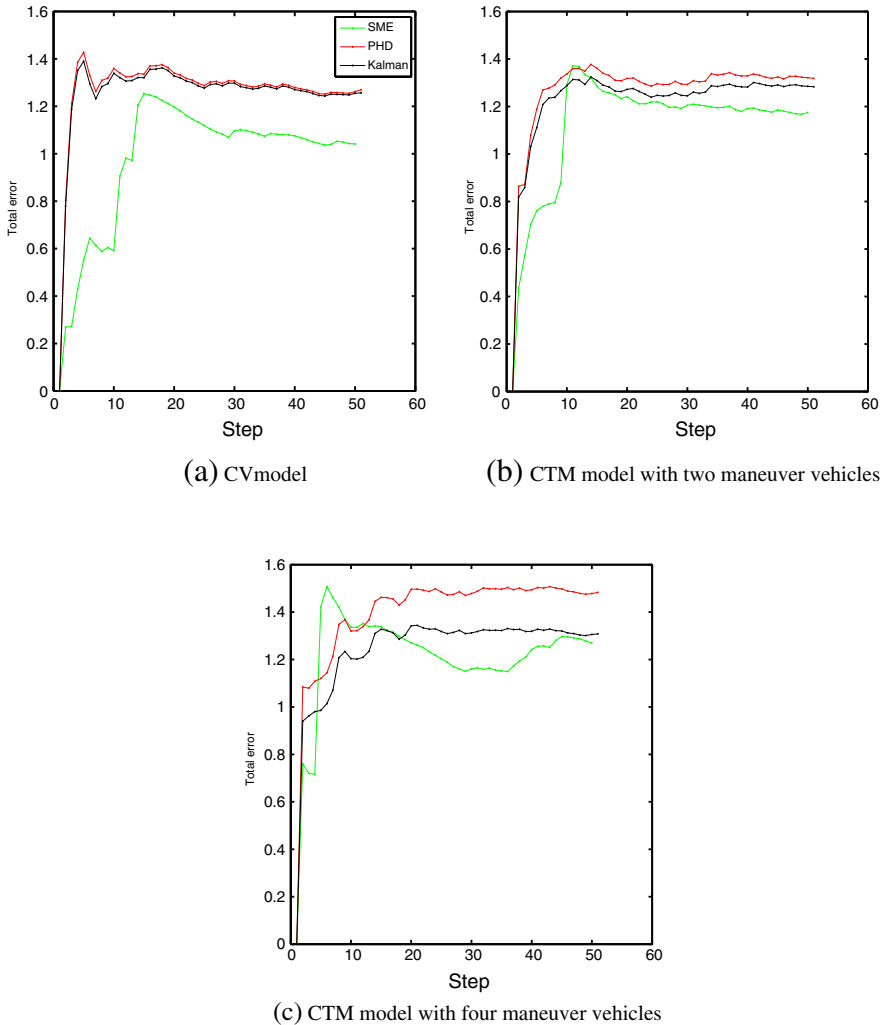 1.6
1.4
1.2
1
0.8
0.6
0.4
0.2
0
Total error
SME
PHD
Kalman
0 10 20 30 40 50 60
Step
(a) CVmodel
1.6
1.4
1.2
1
0.8
0.6
0.4
0.2
0
Total error
0 10 20 30 40 50 60
Step
(b) CTM model with two maneuver vehicles
1.6
1.4
1.2
1
0.8
0.6
0.4
0.2
0
Total error
0 10 20 30 40 50 60
Step
(c) CTM model with four maneuver vehicles